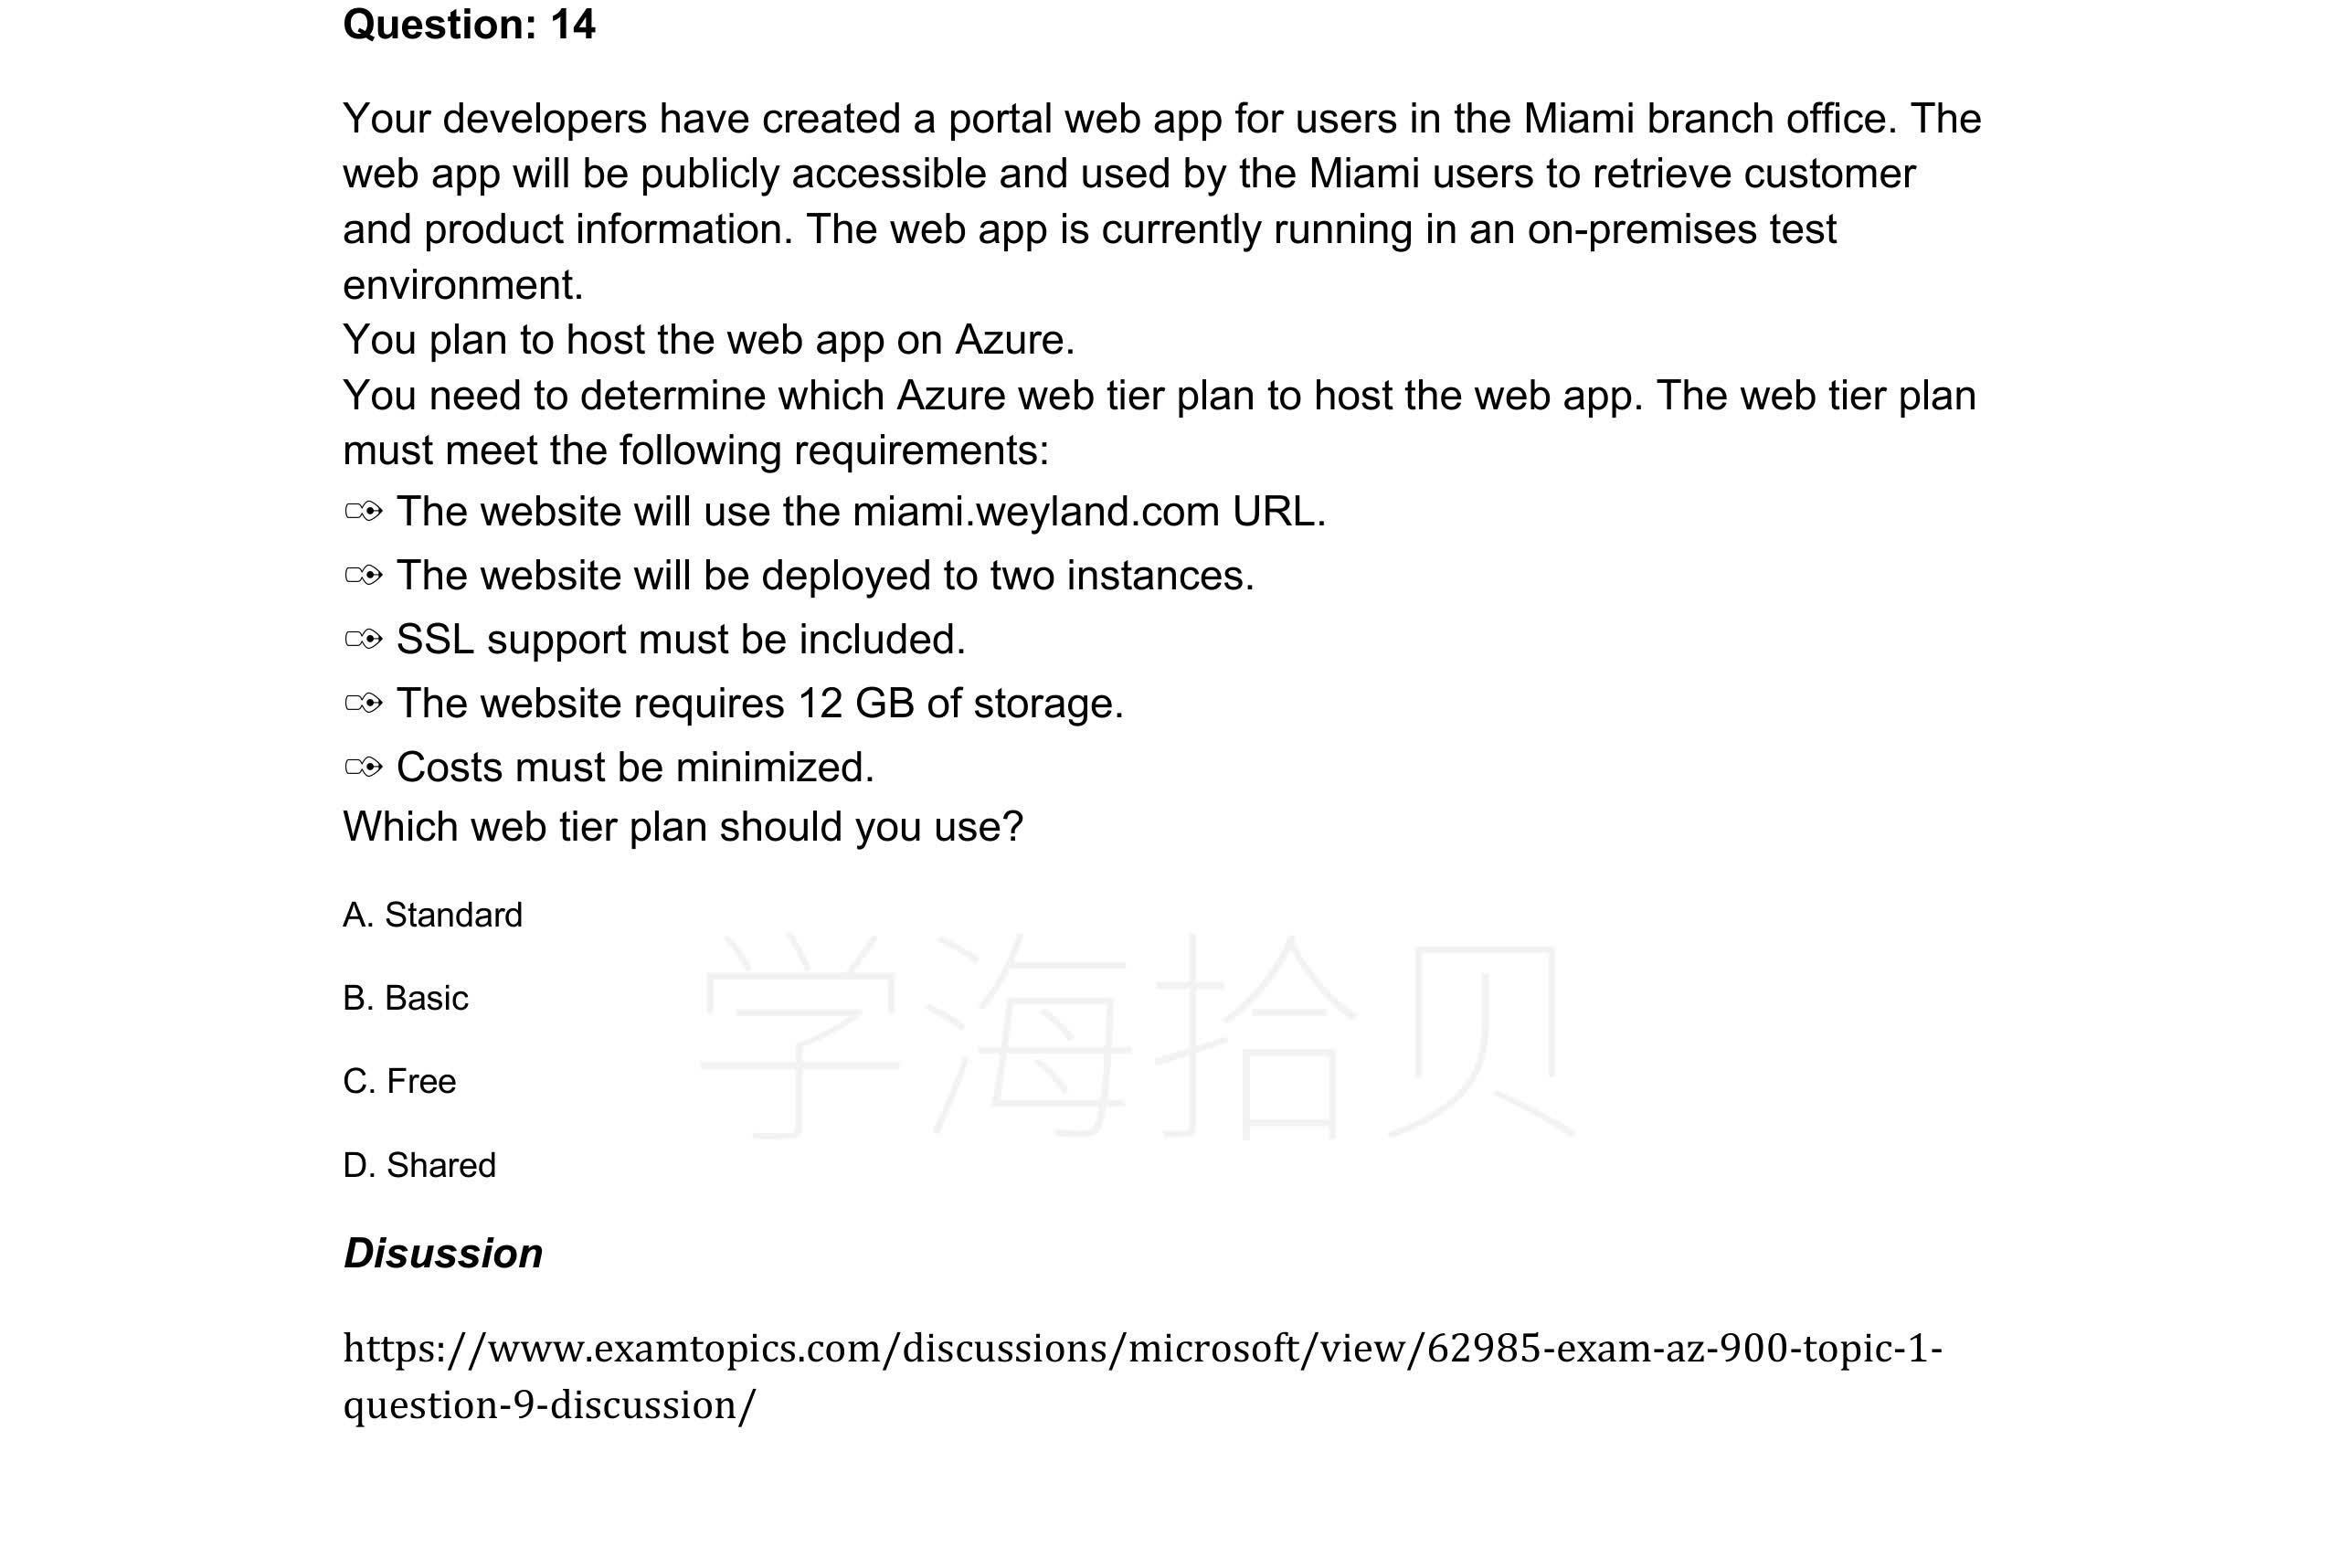 Question: 14
Your developers have created a portal web app for users in the Miami branch office. The
web app will be publicly accessible and used by the Miami users to retrieve customer
and product information. The web app is currently running in an on-premises test
environment.
You plan to host the web app on Azure.
You need to determine which Azure web tier plan to host the web app. The web tier plan
must meet the following requirements:
✑ The website will use the miami.weyland.com URL.
✑ The website will be deployed to two instances.
✑ SSL support must be included.
✑ The website requires 12 GB of storage.
✑ Costs must be minimized.
Which web tier plan should you use?
A. Standard
B. Basic
C. Free
D. Shared
学海拾贝
Disussion
https://www.examtopics.com/discussions/microsoft/view/62985-exam-az-900-topic-1-
question-9-discussion/